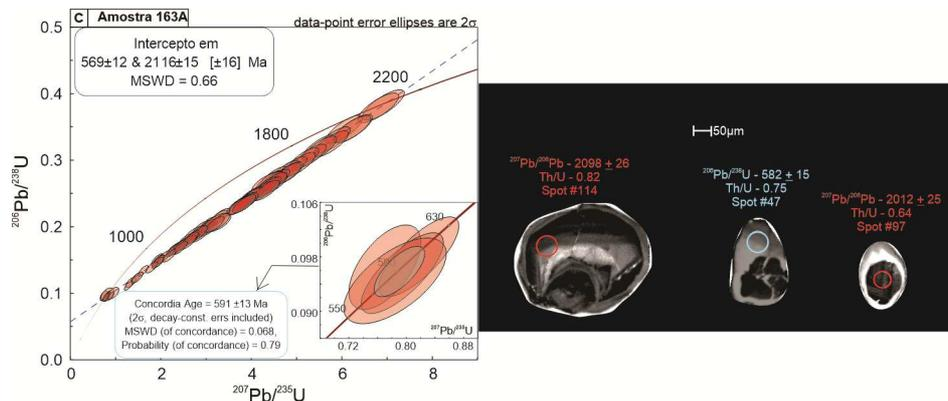 C Amostra 163A
data-point error ellipses are 2σ
Intercepto em
569±12 & 2116±15 [±16] Ma
MSWD = 0.66
0.5
0.4
0.3
0.2
0.1
0.0
²⁰⁶Pb/²³⁸U
2200
1800
1000
0.106
0.098
0.090
²⁰⁶Pb/²³⁸U
630
550
²⁰⁷Pb/²³⁵U
0.72 0.80 0.88
Concordia Age = 591 ±13 Ma
(2σ, decay-const. errs included)
MSWD (of concordance) = 0.068,
Probability (of concordance) = 0.79
0 2 4 6 8
²⁰⁷Pb/²³⁵U
50µm
²⁰⁷Pb/²⁰⁶Pb - 2098 ± 26
Th/U - 0.82
Spot #114
²⁰⁶Pb/²³⁸U - 582 ± 15
Th/U - 0.75
Spot #47
²⁰⁷Pb/²⁰⁶Pb - 2012 ± 25
Th/U - 0.64
Spot #97